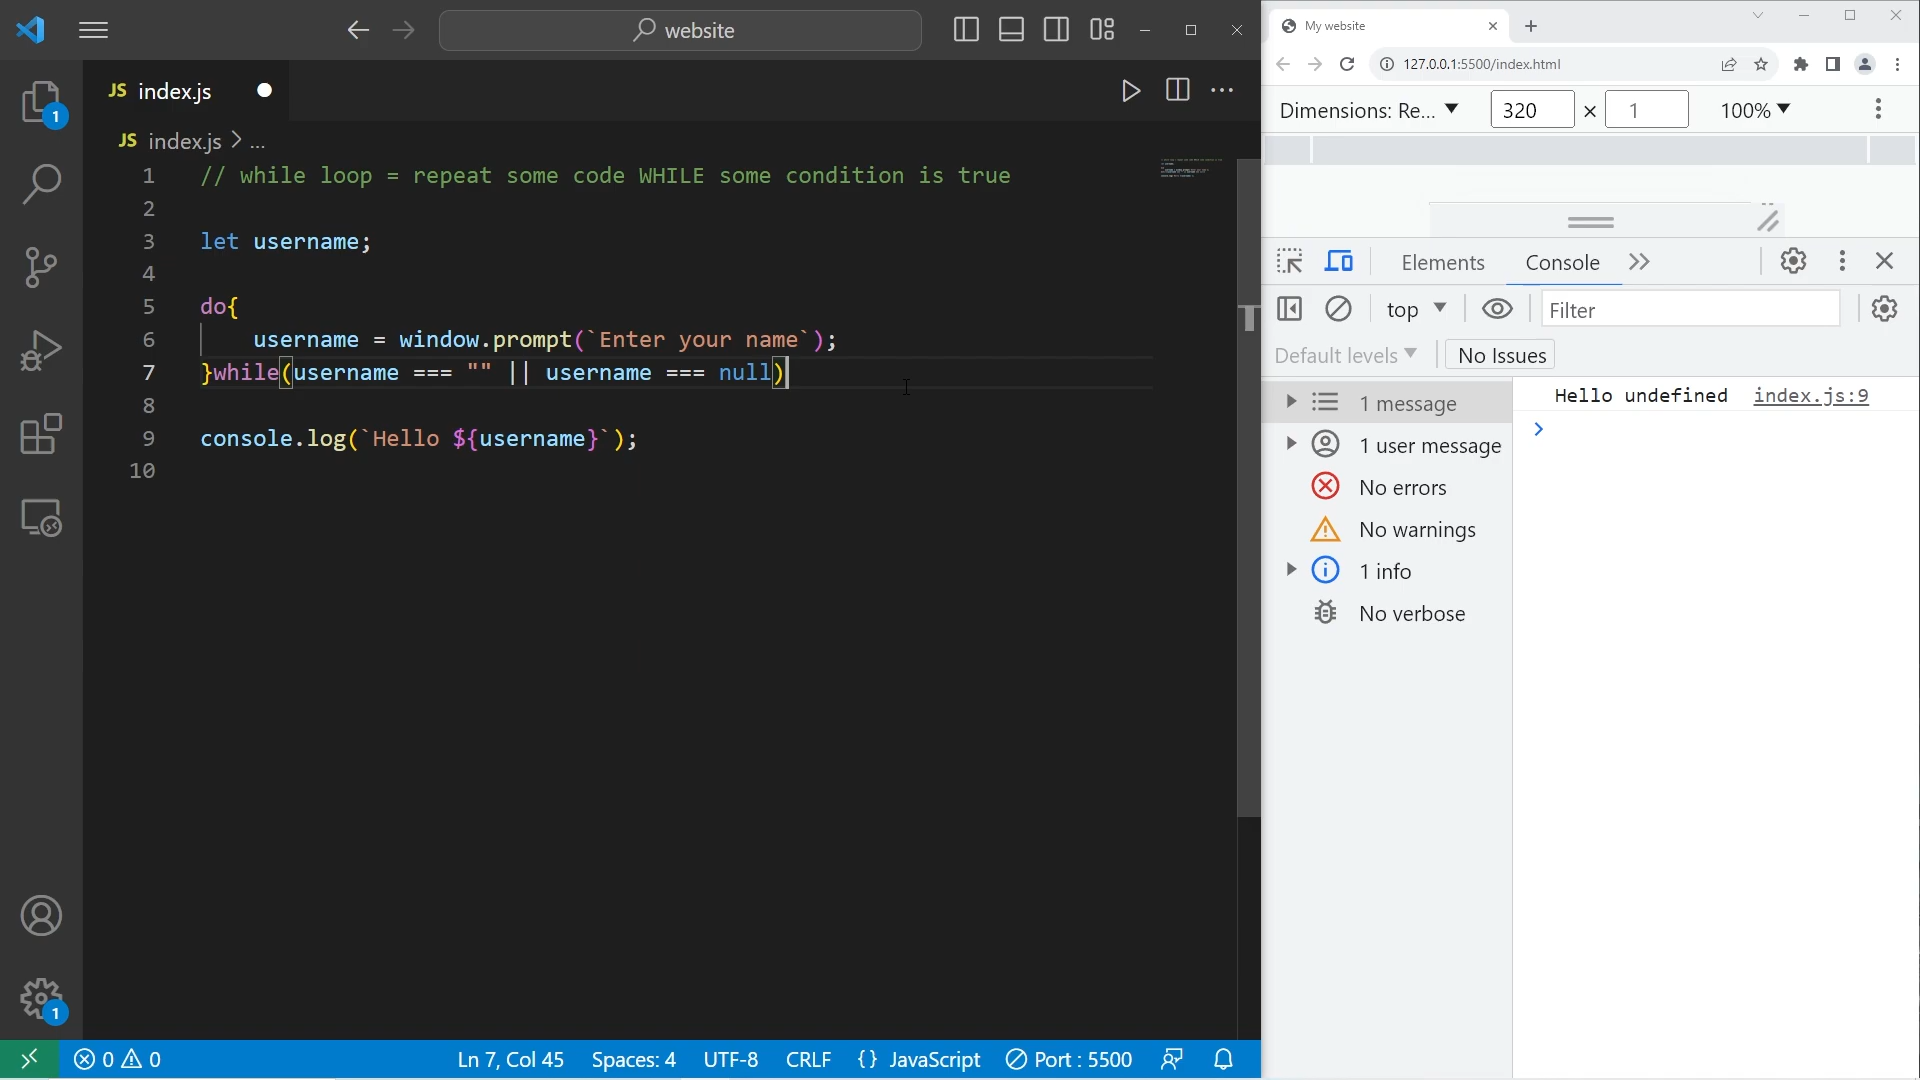 website
JS index.js
JS index.js > ...
1 // while loop = repeat some code WHILE some condition is true
2
3 let username;
4
5 do{
6 username = window.prompt(`Enter your name`);
7 }while(username === "" || username === null)
8
9 console.log(`Hello ${username}`);
10
1
1
0 0
Ln 7, Col 45 Spaces: 4 UTF-8 CRLF {} JavaScript Port : 5500
My website
127.0.0.1:5500/index.html
Dimensions: Re... 320 × 1 100%
Elements Console
top Filter
Default levels No Issues
1 message
1 user message
No errors
No warnings
1 info
No verbose
Hello undefined index.js:9